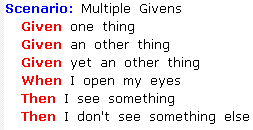 Scenario: Multiple Givens
Given one thing
Given an other thing
Given yet an other thing
When I open my eyes
Then I see something
Then I don't see something else